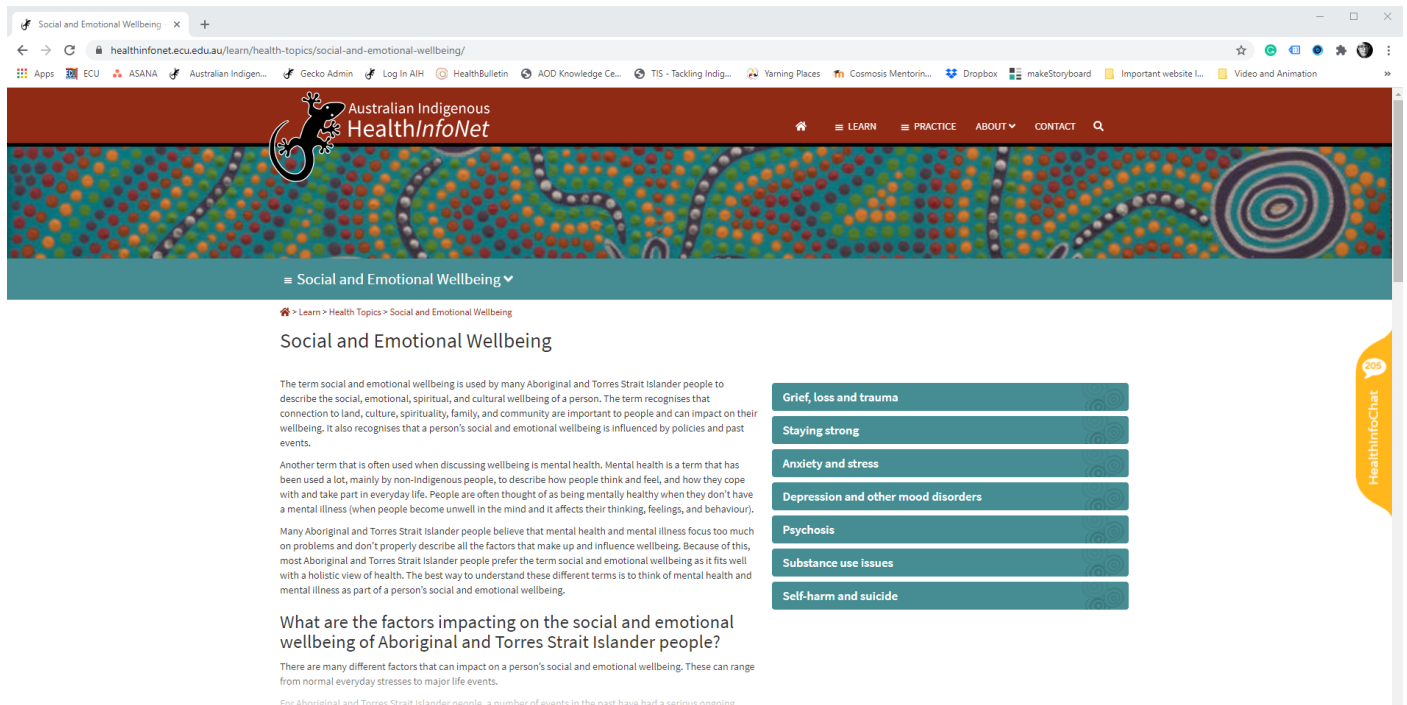 Social and Emotional Wellbeing
healthinfonet.ecu.edu.au/learn/health-topics/social-and-emotional-wellbeing/
Apps ECU ASANA Australian Indigen... Gecko Admin Log In AIH HealthBulletin AOD Knowledge Ce... TIS - Tackling Indig... Yarning Places Cosmosis Mentorin... Dropbox makeStoryboard Important website l... Video and Animation »
Australian Indigenous
HealthInfoNet
LEARN PRACTICE ABOUT CONTACT
Social and Emotional Wellbeing
> Learn > Health Topics > Social and Emotional Wellbeing
Social and Emotional Wellbeing
The term social and emotional wellbeing is used by many Aboriginal and Torres Strait Islander people to
describe the social, emotional, spiritual, and cultural wellbeing of a person. The term recognises that
connection to land, culture, spirituality, family, and community are important to people and can impact on their
wellbeing. It also recognises that a person's social and emotional wellbeing is influenced by policies and past
events.
Another term that is often used when discussing wellbeing is mental health. Mental health is a term that has
been used a lot, mainly by non-Indigenous people, to describe how people think and feel, and how they cope
with and take part in everyday life. People are often thought of as being mentally healthy when they don't have
a mental illness (when people become unwell in the mind and it affects their thinking, feelings, and behaviour).
Many Aboriginal and Torres Strait Islander people believe that mental health and mental illness focus too much
on problems and don't properly describe all the factors that make up and influence wellbeing. Because of this,
most Aboriginal and Torres Strait Islander people prefer the term social and emotional wellbeing as it fits well
with a holistic view of health. The best way to understand these different terms is to think of mental health and
mental illness as part of a person's social and emotional wellbeing.
What are the factors impacting on the social and emotional
wellbeing of Aboriginal and Torres Strait Islander people?
There are many different factors that can impact on a person's social and emotional wellbeing. These can range
from normal everyday stresses to major life events.
For Aboriginal and Torres Strait Islander people, a number of events in the past have had a serious ongoing
Grief, loss and trauma
Staying strong
Anxiety and stress
Depression and other mood disorders
Psychosis
Substance use issues
Self-harm and suicide
205
HealthInfoChat